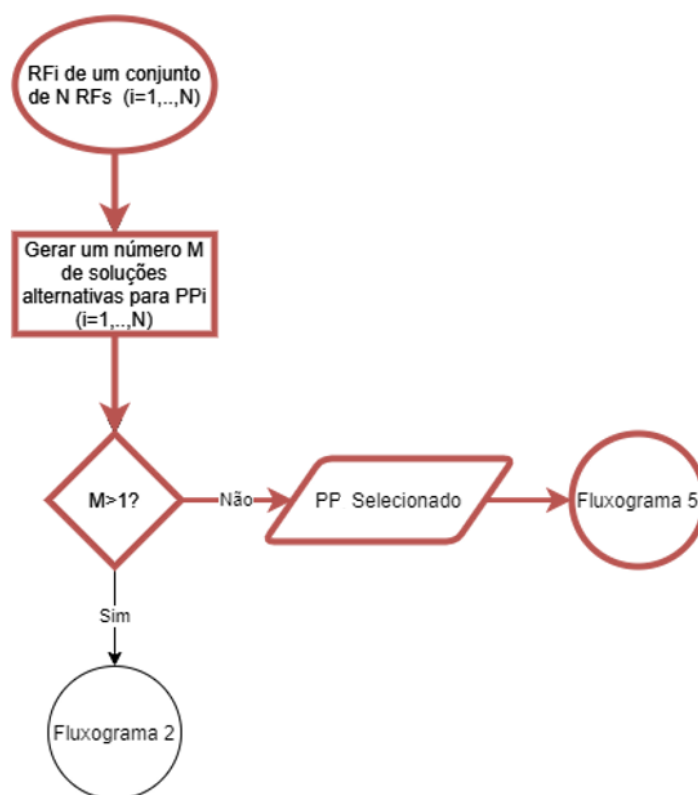 RFi de um conjunto
de N RFs  (i=1,..,N)
Gerar um número M
de soluções
alternativas para PPi
(i=1,..,N)
M>1?
Não
PP  Selecionado
Fluxograma 5
Sim
Fluxograma 2